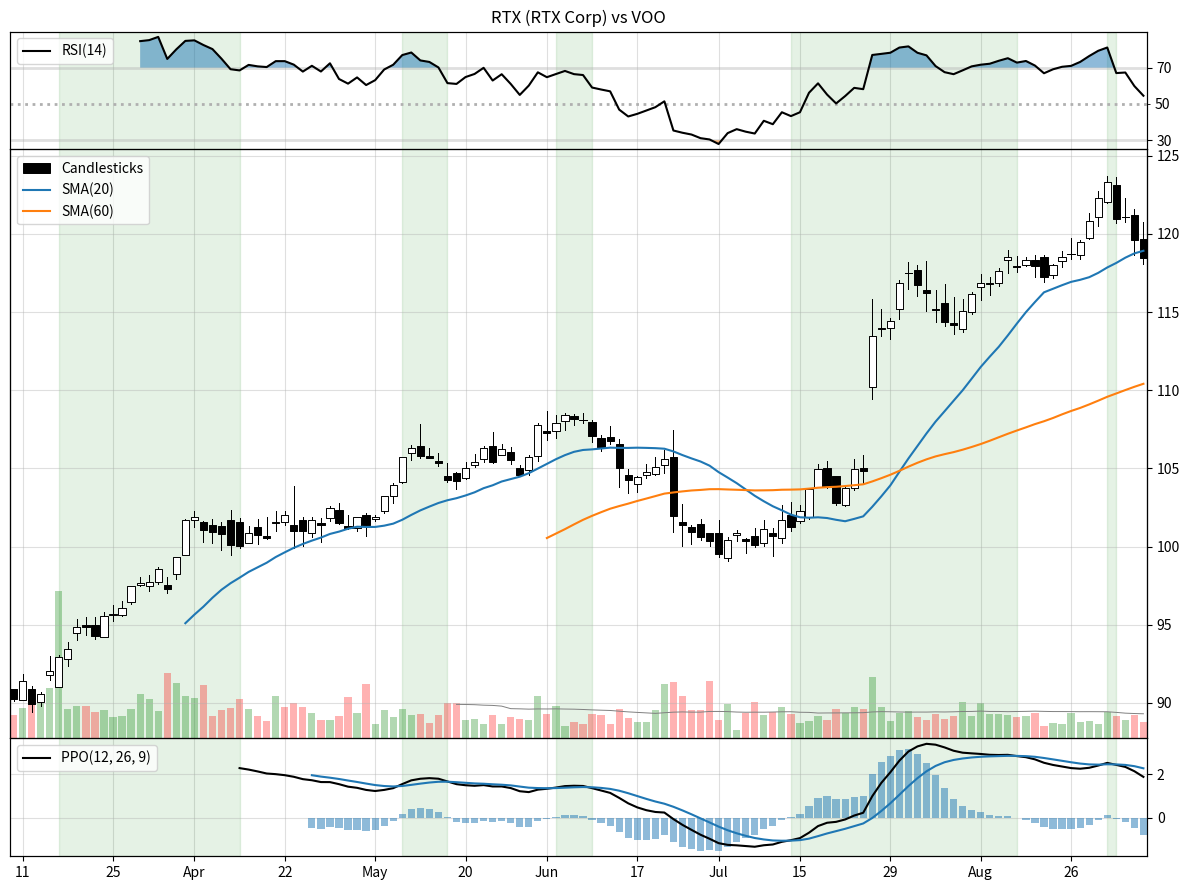 RTX (RTX Corp) vs VOO
RSI(14)
70
50
30
Candlesticks
SMA(20)
SMA(60)
125
120
115
110
105
100
95
90
PPO(12, 26, 9)
2
0
11 25 Apr 22 May 20 Jun 17 Jul 15 29 Aug 26